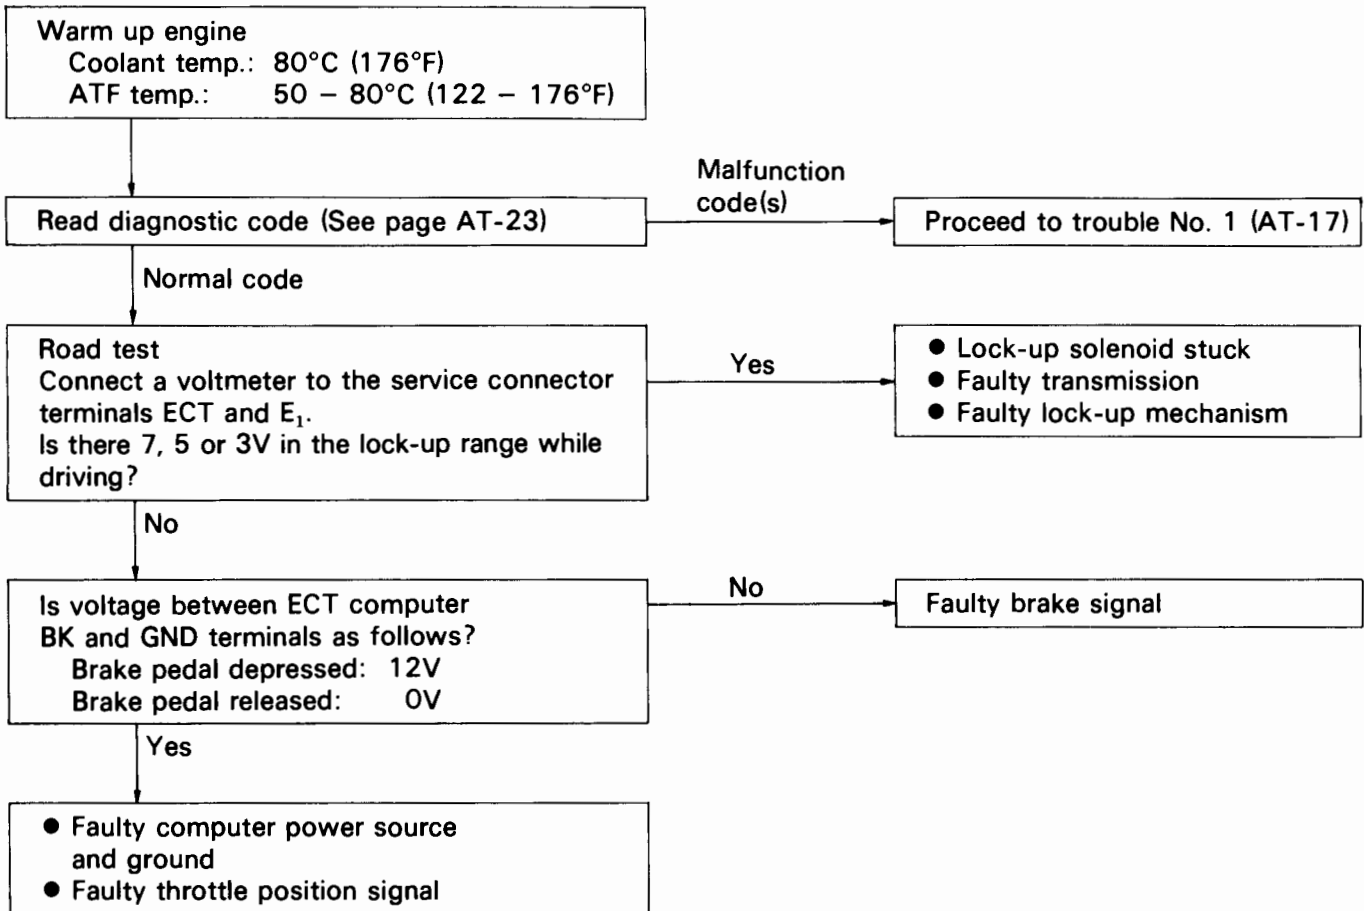 Warm up engine
Coolant temp.: 80°C (176°F)
ATF temp.: 50 – 80°C (122 – 176°F)
Malfunction
code(s)
Read diagnostic code (See page AT-23)
Proceed to trouble No. 1 (AT-17)
Normal code
Road test
Connect a voltmeter to the service connector
terminals ECT and E₁.
Is there 7, 5 or 3V in the lock-up range while
driving?
Yes
● Lock-up solenoid stuck
● Faulty transmission
● Faulty lock-up mechanism
No
Is voltage between ECT computer
BK and GND terminals as follows?
Brake pedal depressed: 12V
Brake pedal released: 0V
No
Faulty brake signal
Yes
● Faulty computer power source
and ground
● Faulty throttle position signal